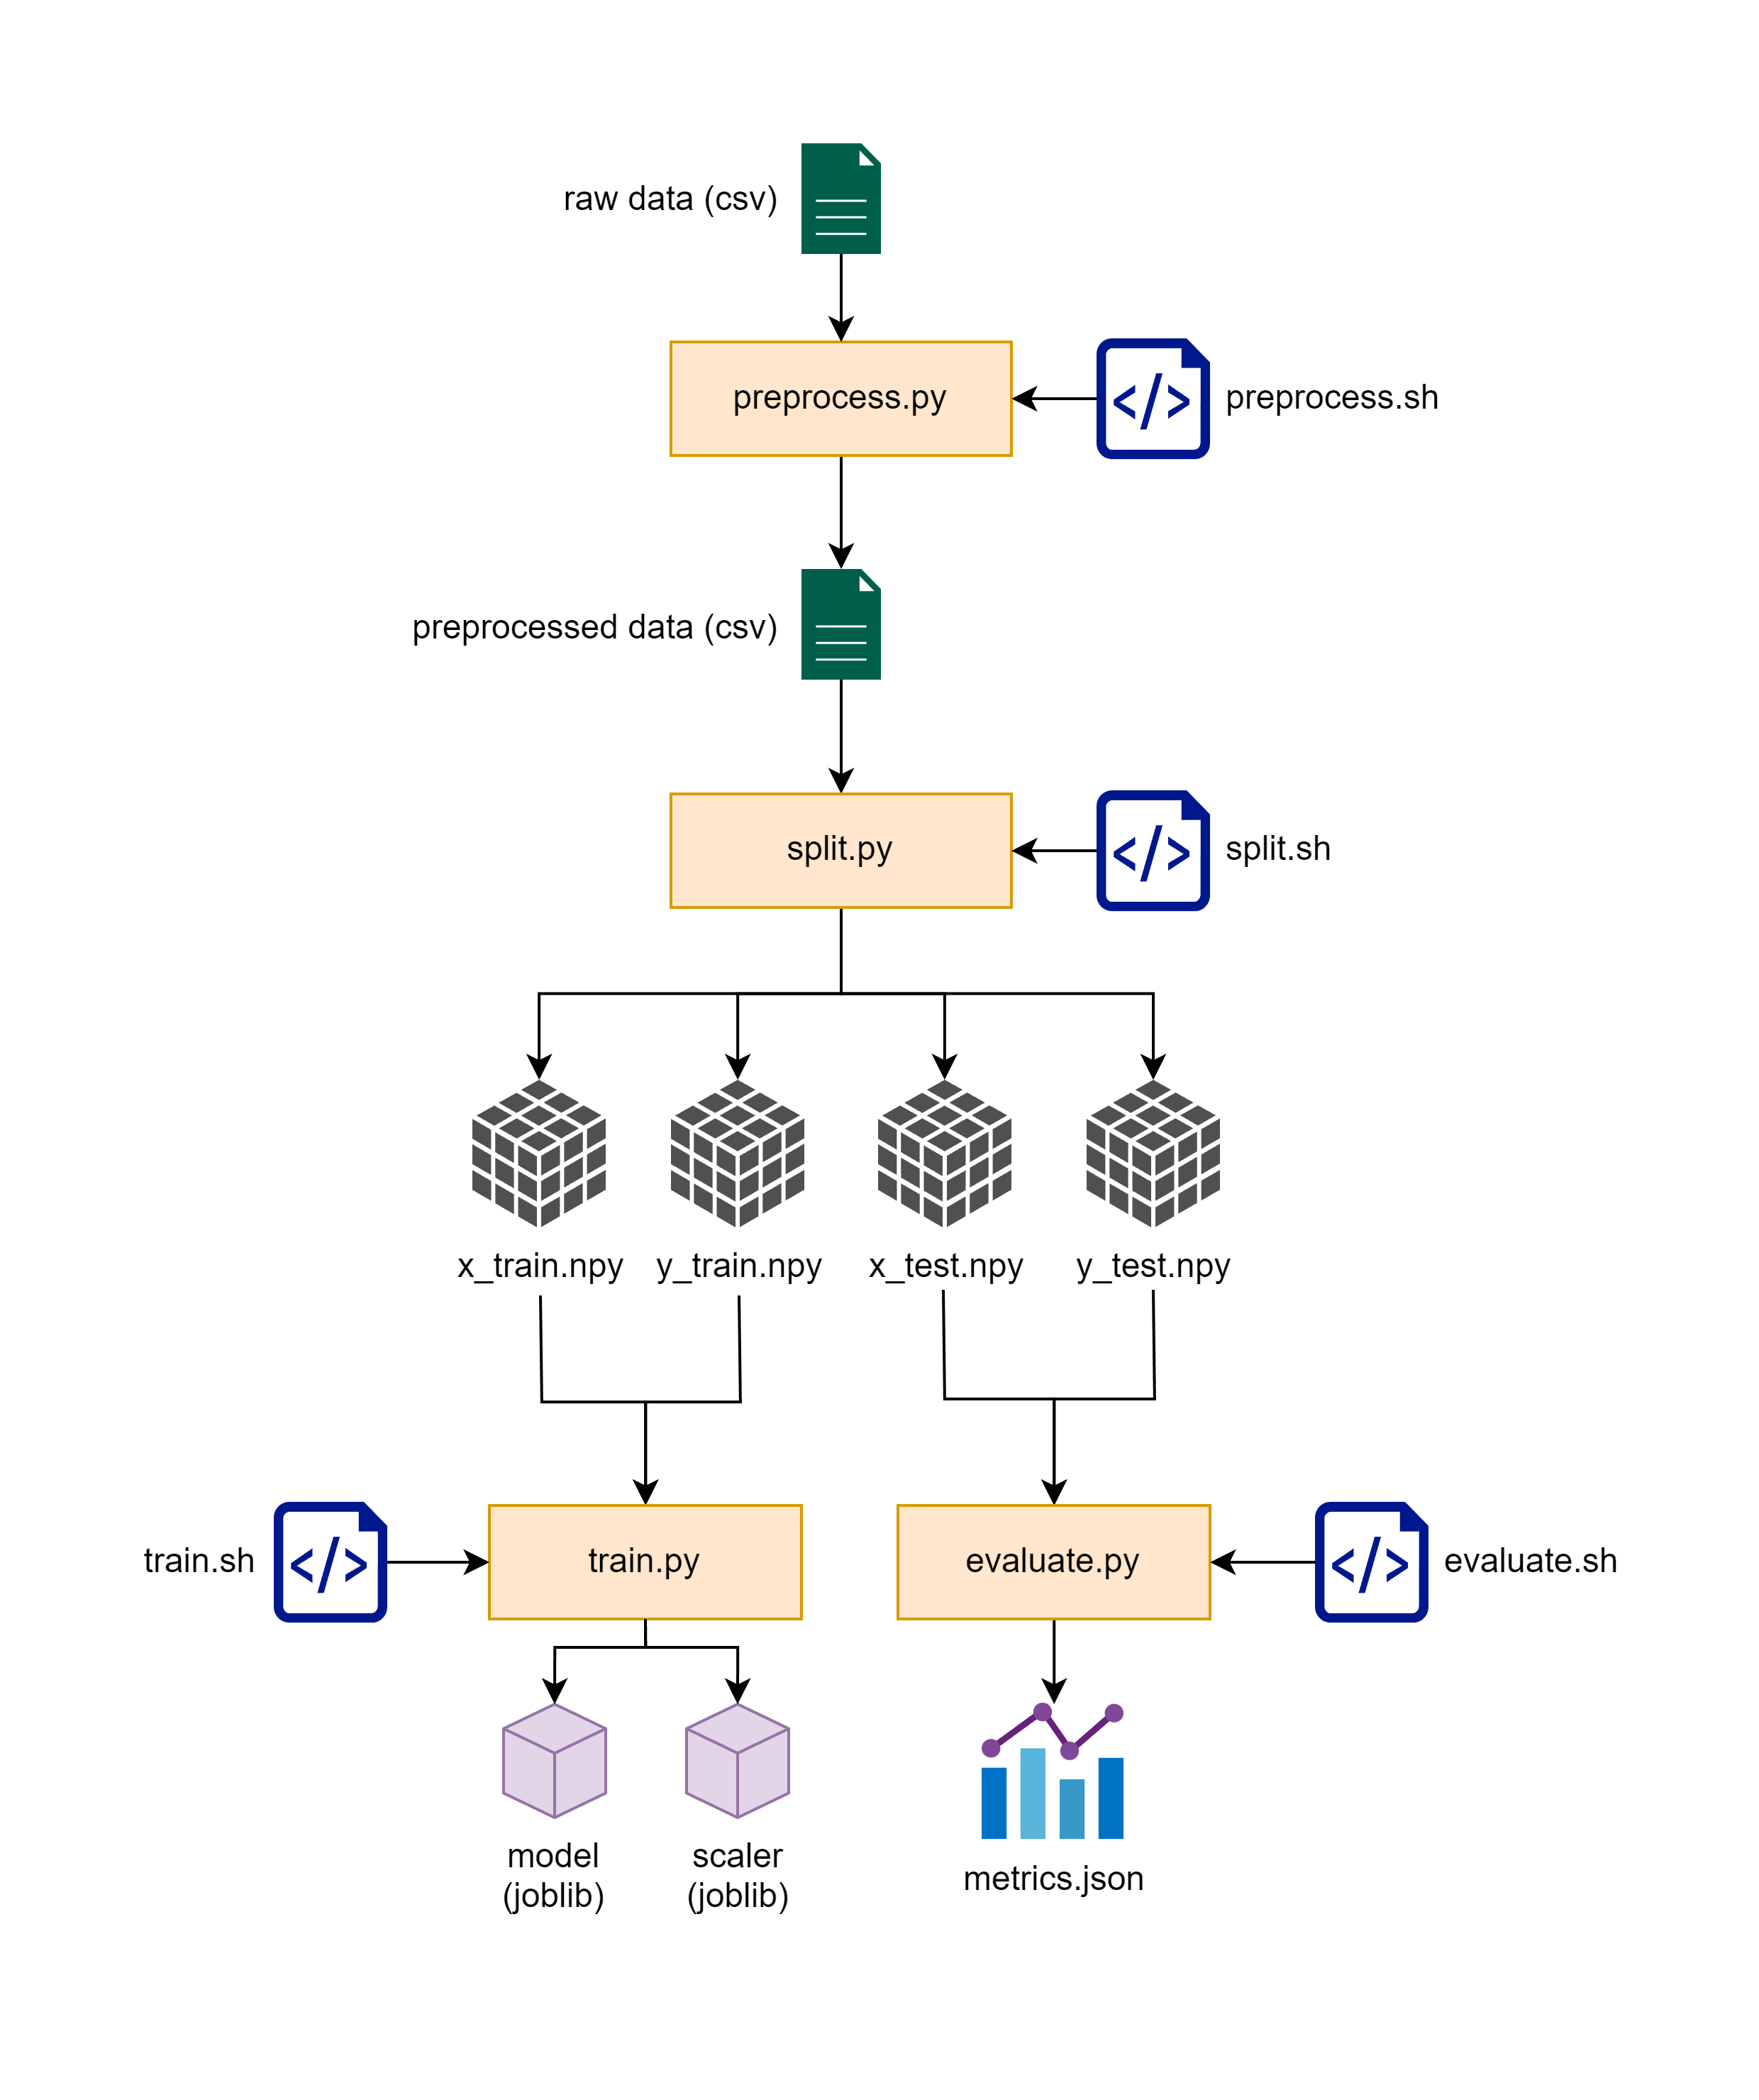 raw data (csv)
preprocess.py
preprocess.sh
preprocessed data (csv)
split.py
split.sh
x_train.npy
y_train.npy
x_test.npy
y_test.npy
train.sh
train.py
evaluate.py
evaluate.sh
model
(joblib)
scaler
(joblib)
metrics.json